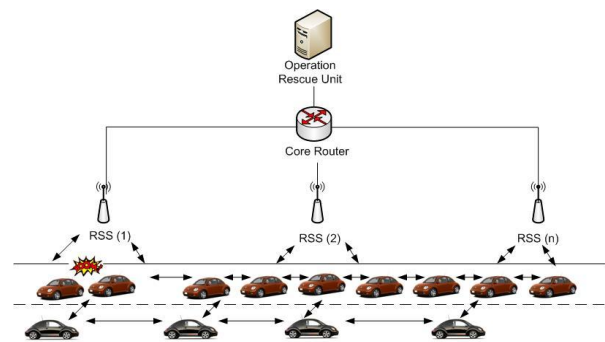 Operation
Rescue Unit
Core Router
RSS (1)
RSS (2)
RSS (n)